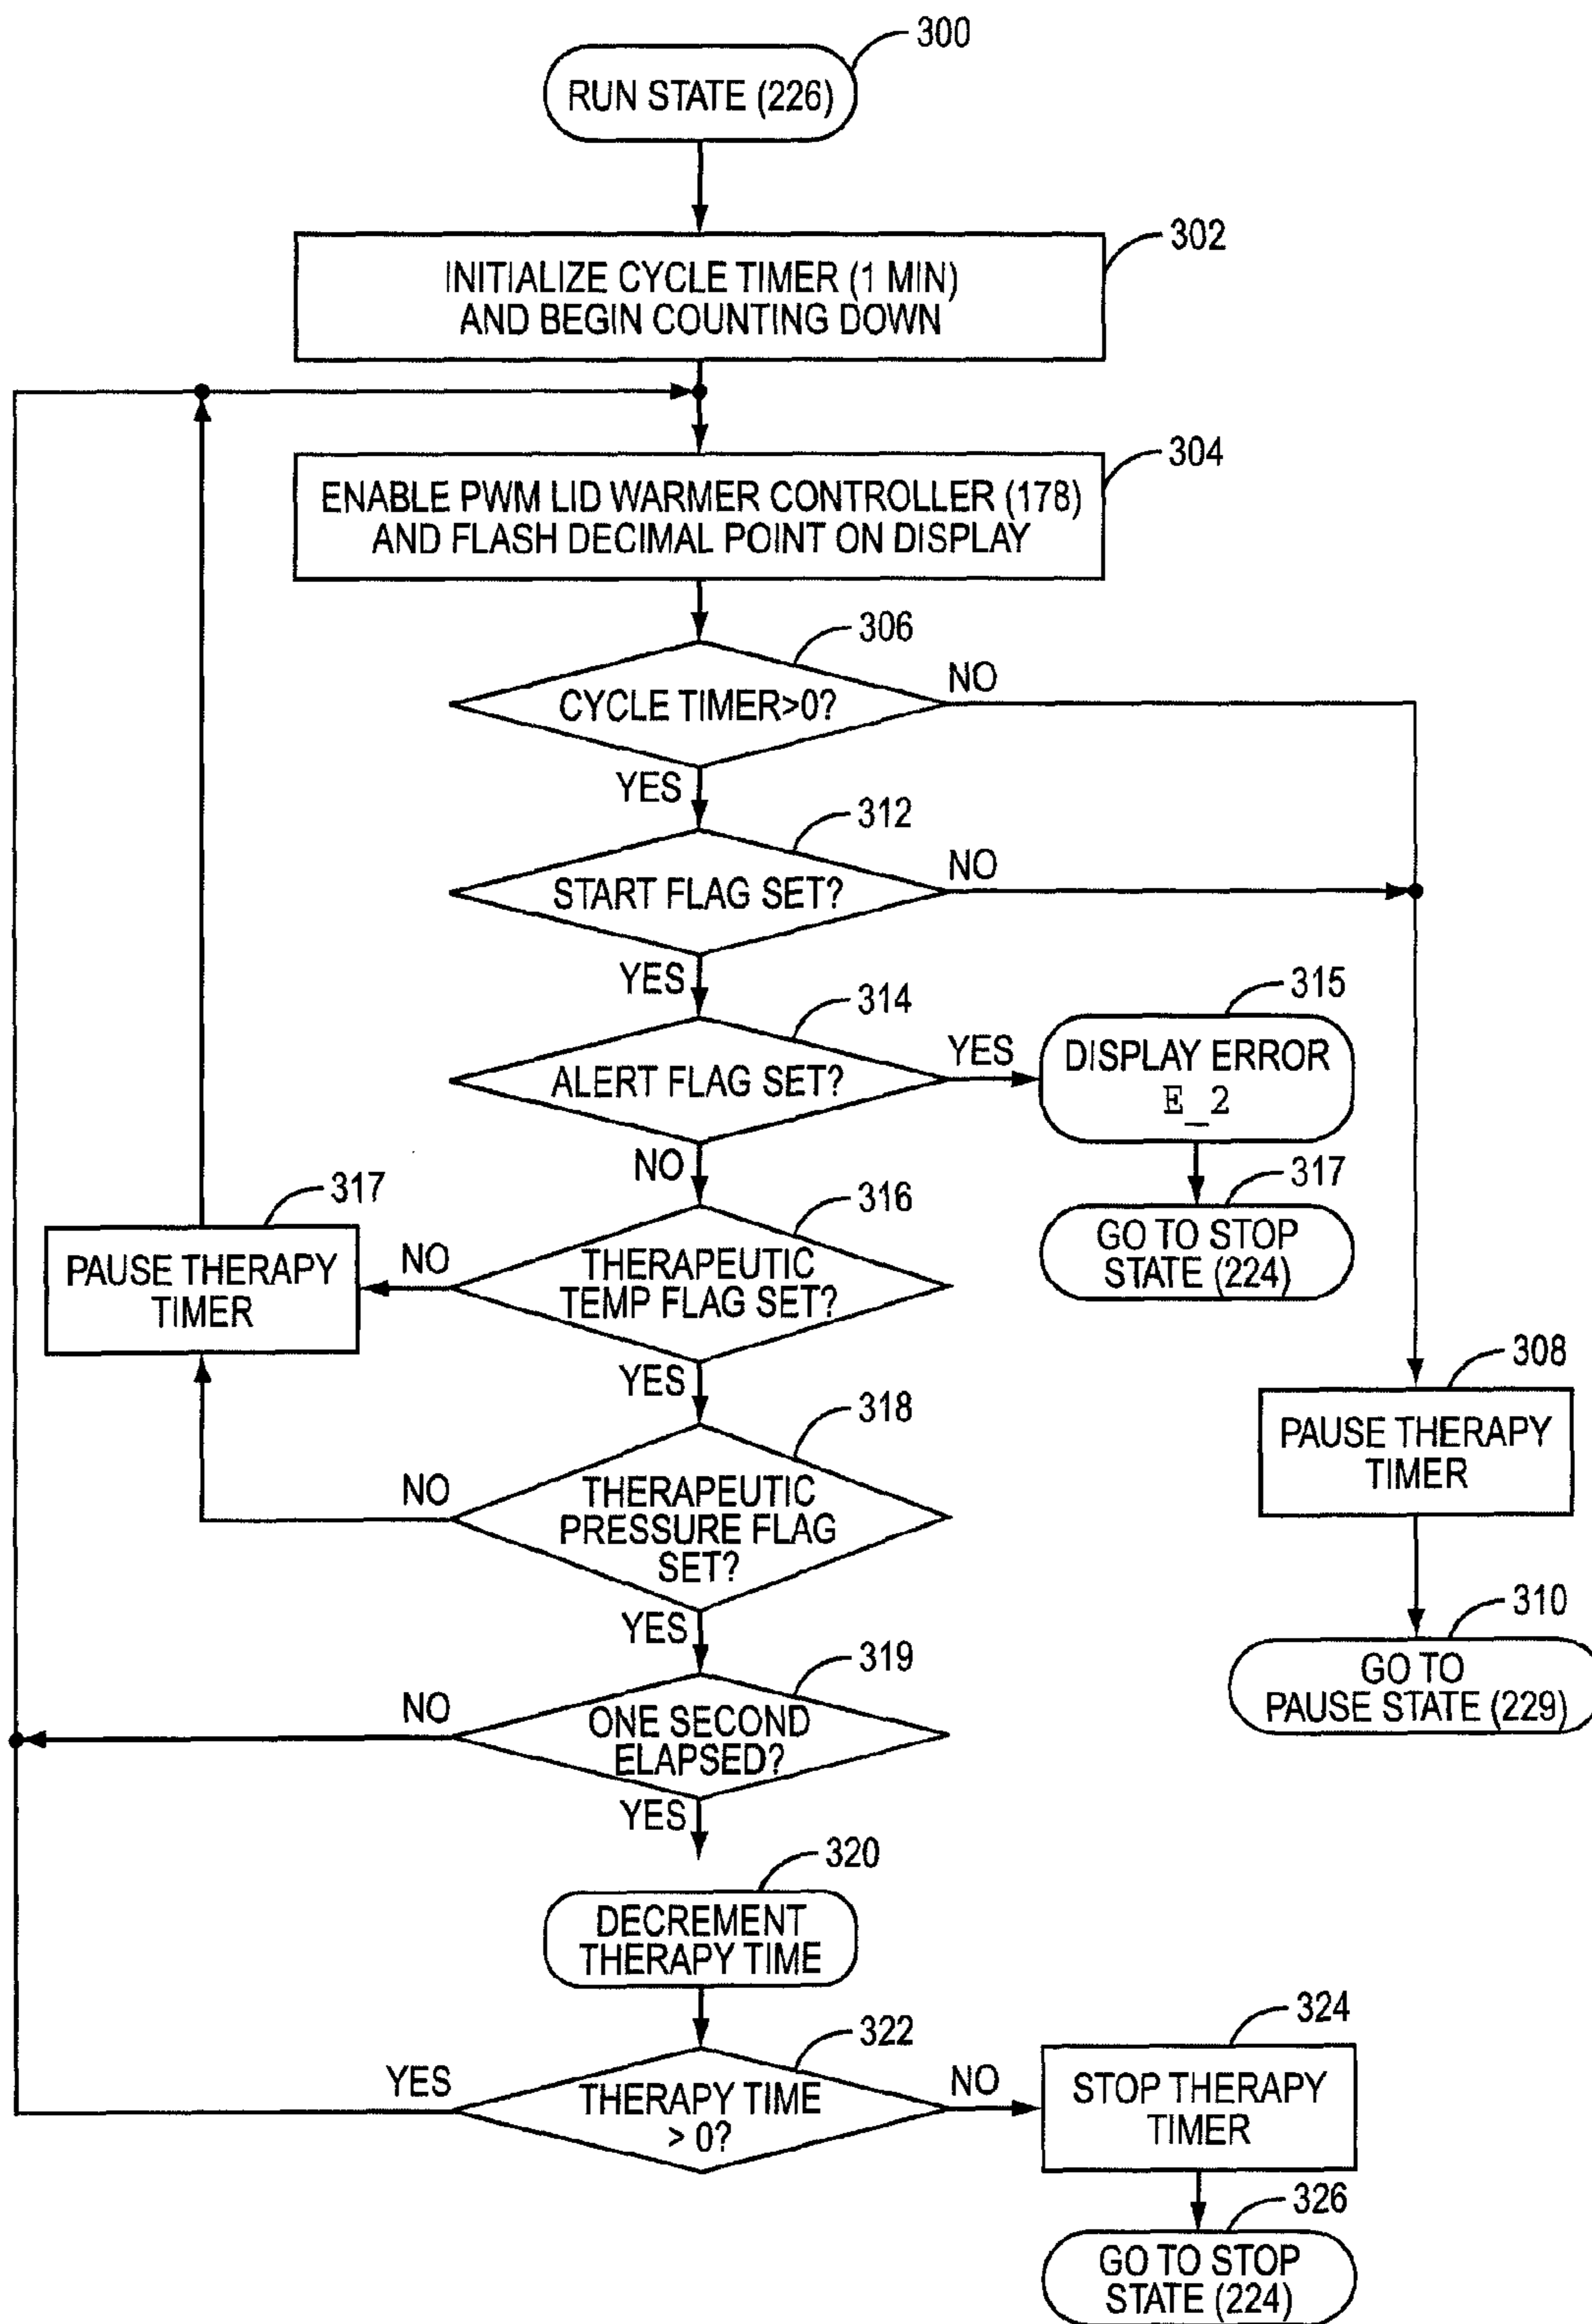 300
RUN STATE (226)
302
INITIALIZE CYCLE TIMER (1 MIN)
AND BEGIN COUNTING DOWN
304
ENABLE PWM LID WARMER CONTROLLER (178)
AND FLASH DECIMAL POINT ON DISPLAY
306
CYCLE TIMER>0?
NO
YES
312
START FLAG SET?
NO
YES
314
ALERT FLAG SET?
YES
315
DISPLAY ERROR
E_2
NO
317
GO TO STOP
STATE (224)
316
THERAPEUTIC
TEMP FLAG SET?
NO
317
PAUSE THERAPY
TIMER
YES
308
PAUSE THERAPY
TIMER
318
THERAPEUTIC
PRESSURE FLAG
SET?
NO
YES
310
GO TO
PAUSE STATE (229)
319
ONE SECOND
ELAPSED?
NO
YES
320
DECREMENT
THERAPY TIME
322
THERAPY TIME
> 0?
YES
NO
324
STOP THERAPY
TIMER
326
GO TO STOP
STATE (224)